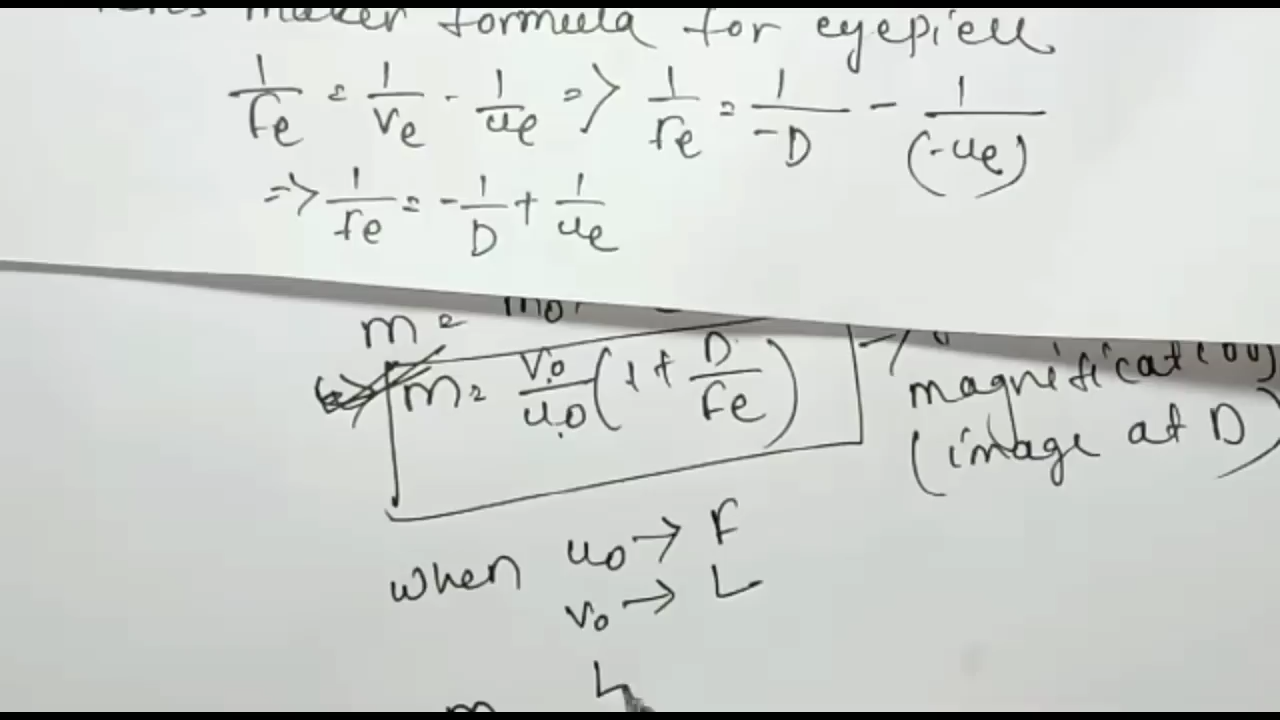 maker formula for eyepiece
1/fe = 1/ve - 1/ue => 1/fe = 1/-D - 1/(-ue)
=> 1/fe = -1/D + 1/ue
m =
m = vo/uo (1 + D/fe)
magnification
(image at D)
when uo → F
vo → L
L
m